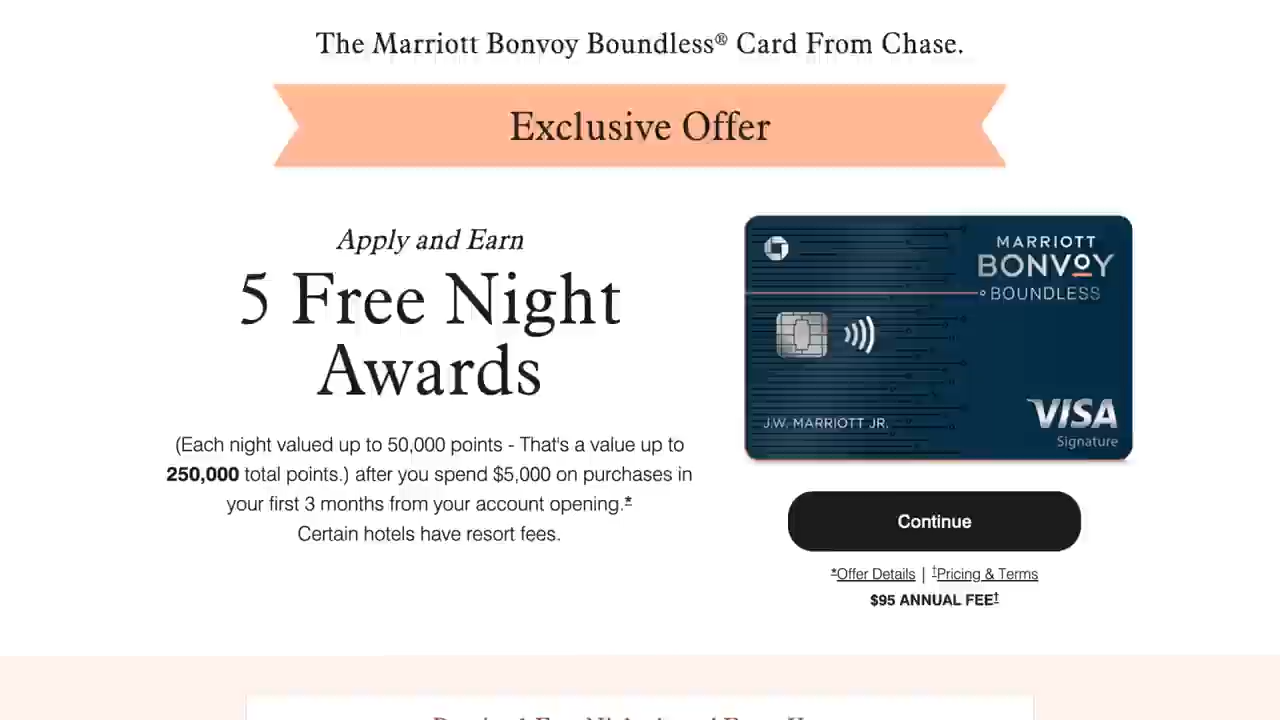 The Marriott Bonvoy Boundless® Card From Chase.
Exclusive Offer
Apply and Earn
5 Free Night
Awards
(Each night valued up to 50,000 points - That's a value up to
250,000 total points.) after you spend $5,000 on purchases in
your first 3 months from your account opening.*
Certain hotels have resort fees.
MARRIOTT
BONVOY
BOUNDLESS
J.W. MARRIOTT JR.
VISA
Signature
Continue
*Offer Details | †Pricing & Terms
$95 ANNUAL FEE†